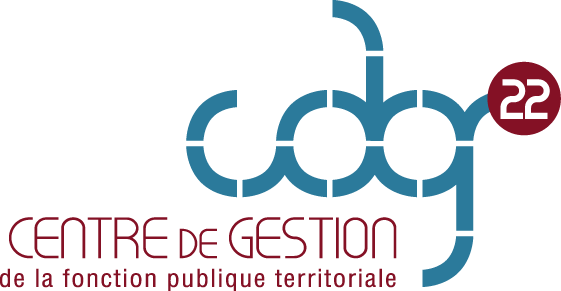 cdg 22
CENTRE DE GESTION
de la fonction publique territoriale